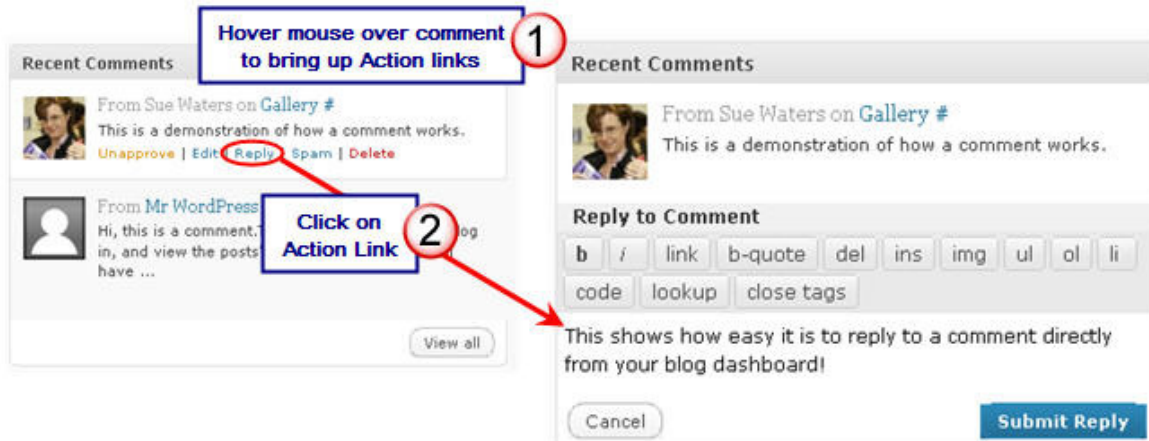 Hover mouse over comment
to bring up Action links
1
Recent Comments
From Sue Waters on Gallery #
This is a demonstration of how a comment works.
Unapprove | Edit | Reply | Spam | Delete
From Mr WordPress
Hi, this is a comment.
in, and view the posts'
have ...
Click on
Action Link
2
View all
Recent Comments
From Sue Waters on Gallery #
This is a demonstration of how a comment works.
Reply to Comment
b i link b-quote del ins img ul ol li
code lookup close tags
This shows how easy it is to reply to a comment directly
from your blog dashboard!
Cancel
Submit Reply